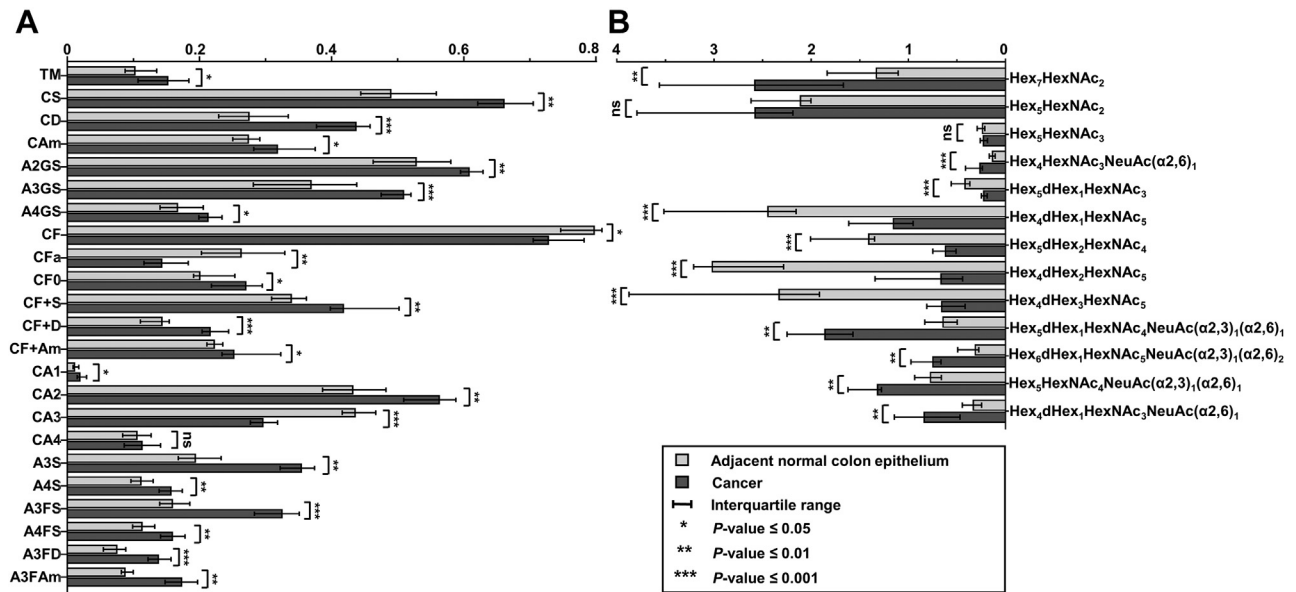 A
0 0.2 0.4 0.6 0.8
TM *
CS **
CD ***
CAm *
A2GS **
A3GS ***
A4GS *
CF *
CFa **
CF0 *
CF+S **
CF+D ***
CF+Am *
CA1 *
CA2 **
CA3 ***
CA4 ns
A3S **
A4S **
A3FS ***
A4FS **
A3FD ***
A3FAm **
B
4 3 2 1 0
** Hex₇HexNAc₂
ns Hex₅HexNAc₂
ns Hex₅HexNAc₃
*** Hex₄HexNAc₃NeuAc(α2,6)₁
*** Hex₅dHex₁HexNAc₃
*** Hex₄dHex₁HexNAc₅
*** Hex₅dHex₂HexNAc₄
*** Hex₄dHex₂HexNAc₅
*** Hex₄dHex₃HexNAc₅
** Hex₅dHex₁HexNAc₄NeuAc(α2,3)₁(α2,6)₁
** Hex₆dHex₁HexNAc₅NeuAc(α2,3)₁(α2,6)₂
** Hex₅HexNAc₄NeuAc(α2,3)₁(α2,6)₁
** Hex₄dHex₁HexNAc₃NeuAc(α2,6)₁
Adjacent normal colon epithelium
Cancer
Interquartile range
* P-value ≤ 0.05
** P-value ≤ 0.01
*** P-value ≤ 0.001